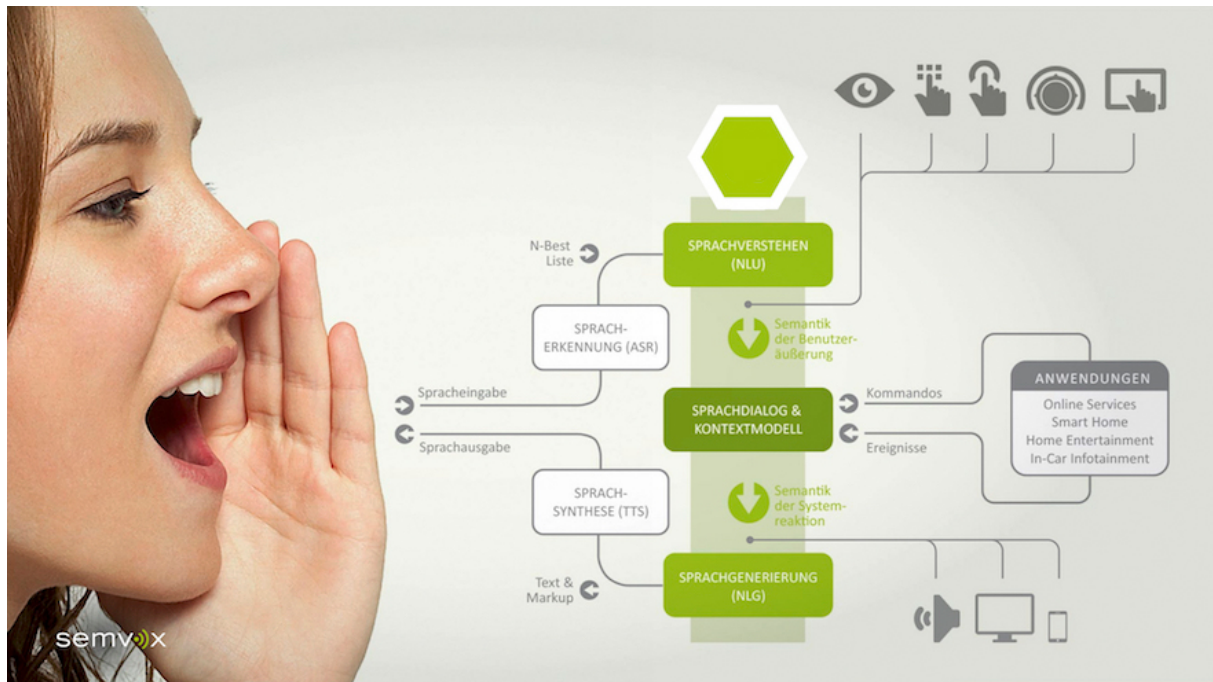 N-Best
Liste
SPRACHVERSTEHEN
(NLU)
SPRACH-
ERKENNUNG (ASR)
Semantik
der Benutzer-
äußerung
Spracheingabe
Sprachausgabe
SPRACHDIALOG &
KONTEXTMODELL
Kommandos
Ereignisse
ANWENDUNGEN
Online Services
Smart Home
Home Entertainment
In-Car Infotainment
SPRACH-
SYNTHESE (TTS)
Semantik
der System-
reaktion
Text &
Markup
SPRACHGENERIERUNG
(NLG)
semvox